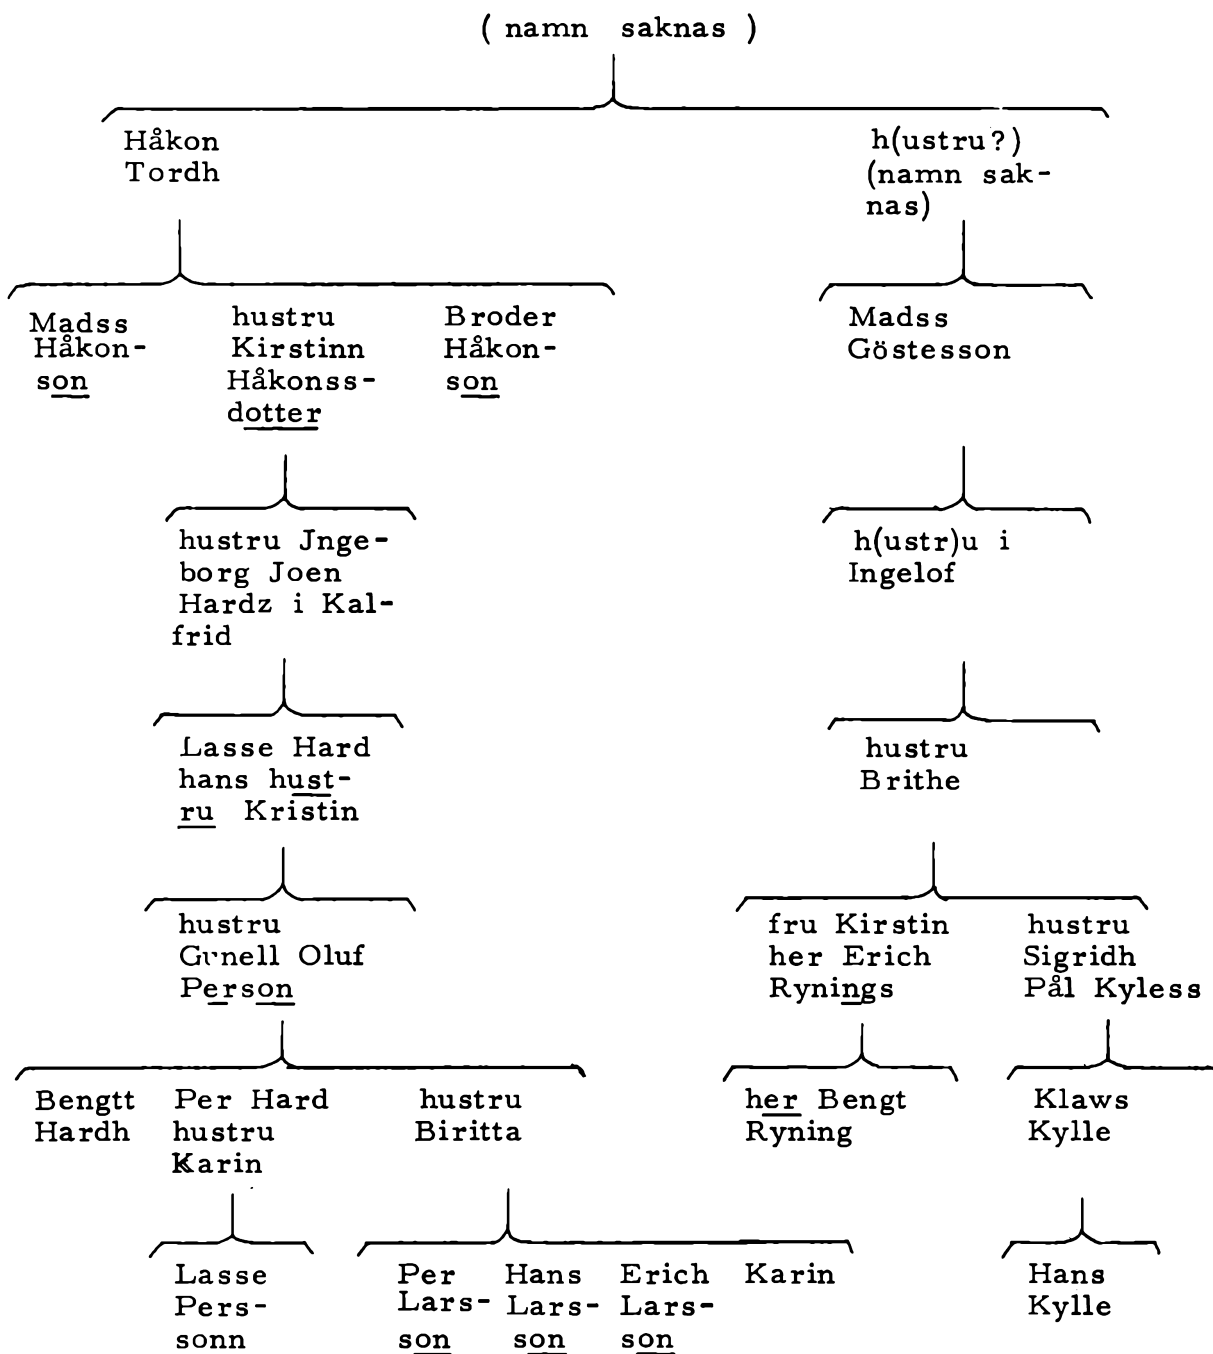 ( namn saknas )
Håkon
Tordh
h(ustru?)
(namn sak-
nas)
Madss
Håkon-
son
hustru
Kirstinn
Håkonss-
dotter
Broder
Håkon-
son
Madss
Göstesson
hustru Jnge-
borg Joen
Hardz i Kal-
frid
h(ustr)u i
Ingelof
Lasse Hard
hans hust-
ru Kristin
hustru
Brithe
hustru
Gunell Oluf
Person
fru Kirstin
her Erich
Rynings
hustru
Sigridh
Pål Kyless
Bengtt
Hardh
Per Hard
hustru
Karin
hustru
Biritta
her Bengt
Ryning
Klaws
Kylle
Lasse
Pers-
sonn
Per
Lars-
son
Hans
Lars-
son
Erich
Lars-
son
Karin
Hans
Kylle